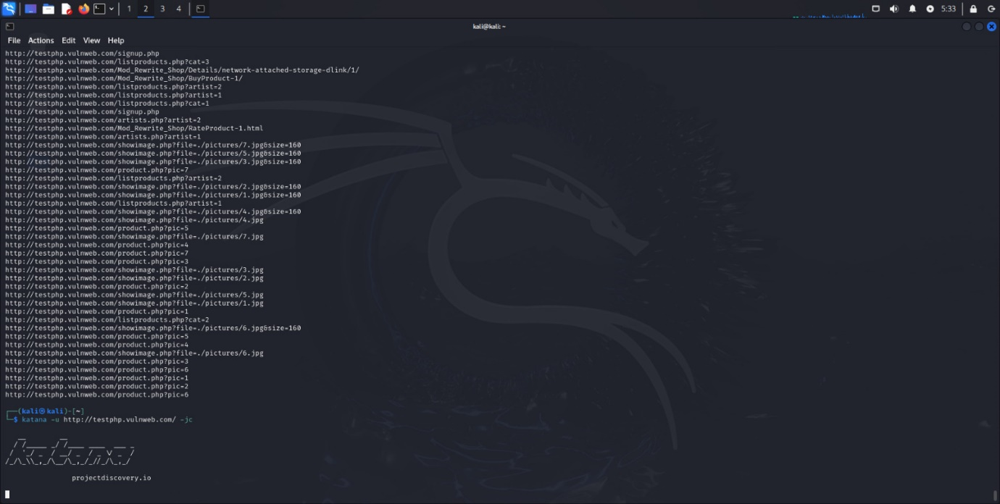 1 2 3 4 5:33
kali@kali: ~
File Actions Edit View Help
http://testphp.vulnweb.com/signup.php
http://testphp.vulnweb.com/listproducts.php?cat=3
http://testphp.vulnweb.com/Mod_Rewrite_Shop/Details/network-attached-storage-dlink/1/
http://testphp.vulnweb.com/Mod_Rewrite_Shop/BuyProduct-1/
http://testphp.vulnweb.com/listproducts.php?artist=2
http://testphp.vulnweb.com/listproducts.php?artist=1
http://testphp.vulnweb.com/listproducts.php?cat=1
http://testphp.vulnweb.com/signup.php
http://testphp.vulnweb.com/artists.php?artist=2
http://testphp.vulnweb.com/Mod_Rewrite_Shop/RateProduct-1.html
http://testphp.vulnweb.com/artists.php?artist=1
http://testphp.vulnweb.com/showimage.php?file=./pictures/7.jpg&size=160
http://testphp.vulnweb.com/showimage.php?file=./pictures/5.jpg&size=160
http://testphp.vulnweb.com/showimage.php?file=./pictures/3.jpg&size=160
http://testphp.vulnweb.com/product.php?pic=7
http://testphp.vulnweb.com/listproducts.php?artist=2
http://testphp.vulnweb.com/showimage.php?file=./pictures/2.jpg&size=160
http://testphp.vulnweb.com/showimage.php?file=./pictures/1.jpg&size=160
http://testphp.vulnweb.com/listproducts.php?artist=1
http://testphp.vulnweb.com/showimage.php?file=./pictures/4.jpg&size=160
http://testphp.vulnweb.com/showimage.php?file=./pictures/4.jpg
http://testphp.vulnweb.com/product.php?pic=5
http://testphp.vulnweb.com/showimage.php?file=./pictures/7.jpg
http://testphp.vulnweb.com/product.php?pic=4
http://testphp.vulnweb.com/product.php?pic=7
http://testphp.vulnweb.com/product.php?pic=3
http://testphp.vulnweb.com/showimage.php?file=./pictures/3.jpg
http://testphp.vulnweb.com/showimage.php?file=./pictures/2.jpg
http://testphp.vulnweb.com/product.php?pic=2
http://testphp.vulnweb.com/showimage.php?file=./pictures/5.jpg
http://testphp.vulnweb.com/showimage.php?file=./pictures/1.jpg
http://testphp.vulnweb.com/product.php?pic=1
http://testphp.vulnweb.com/listproducts.php?cat=2
http://testphp.vulnweb.com/showimage.php?file=./pictures/6.jpg&size=160
http://testphp.vulnweb.com/product.php?pic=5
http://testphp.vulnweb.com/product.php?pic=4
http://testphp.vulnweb.com/showimage.php?file=./pictures/6.jpg
http://testphp.vulnweb.com/product.php?pic=3
http://testphp.vulnweb.com/product.php?pic=6
http://testphp.vulnweb.com/product.php?pic=1
http://testphp.vulnweb.com/product.php?pic=2
http://testphp.vulnweb.com/product.php?pic=6
┌──(kali㉿kali)-[~]
└─$ katana -u http://testphp.vulnweb.com/ -jc
katana
projectdiscovery.io